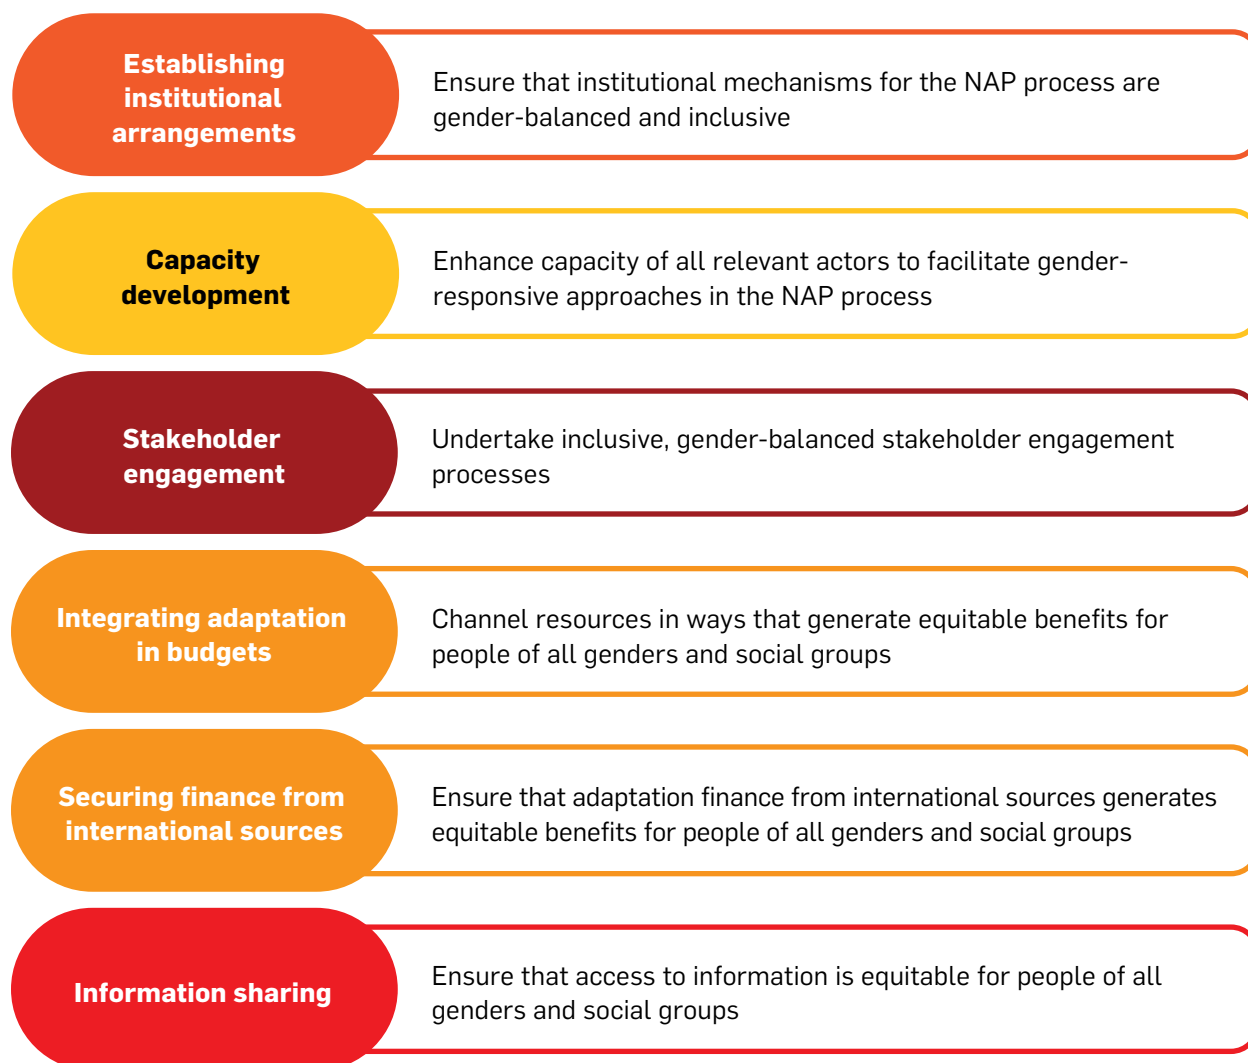 Establishing
institutional
arrangements
Ensure that institutional mechanisms for the NAP process are
gender-balanced and inclusive
Capacity
development
Enhance capacity of all relevant actors to facilitate gender-
responsive approaches in the NAP process
Stakeholder
engagement
Undertake inclusive, gender-balanced stakeholder engagement
processes
Integrating adaptation
in budgets
Channel resources in ways that generate equitable benefits for
people of all genders and social groups
Securing finance from
international sources
Ensure that adaptation finance from international sources generates
equitable benefits for people of all genders and social groups
Information sharing
Ensure that access to information is equitable for people of all
genders and social groups